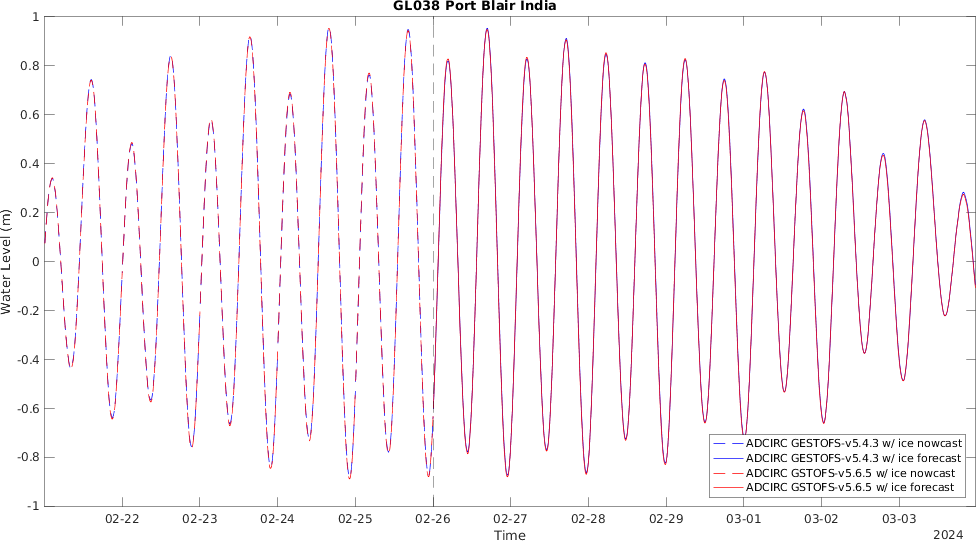 GL038 Port Blair India
1
0.8
0.6
0.4
0.2
0
-0.2
-0.4
-0.6
-0.8
-1
Water Level (m)
ADCIRC GESTOFS-v5.4.3 w/ ice nowcast
ADCIRC GESTOFS-v5.4.3 w/ ice forecast
ADCIRC GSTOFS-v5.6.5 w/ ice nowcast
ADCIRC GSTOFS-v5.6.5 w/ ice forecast
02-22 02-23 02-24 02-25 02-26 02-27 02-28 02-29 03-01 03-02 03-03
Time
2024